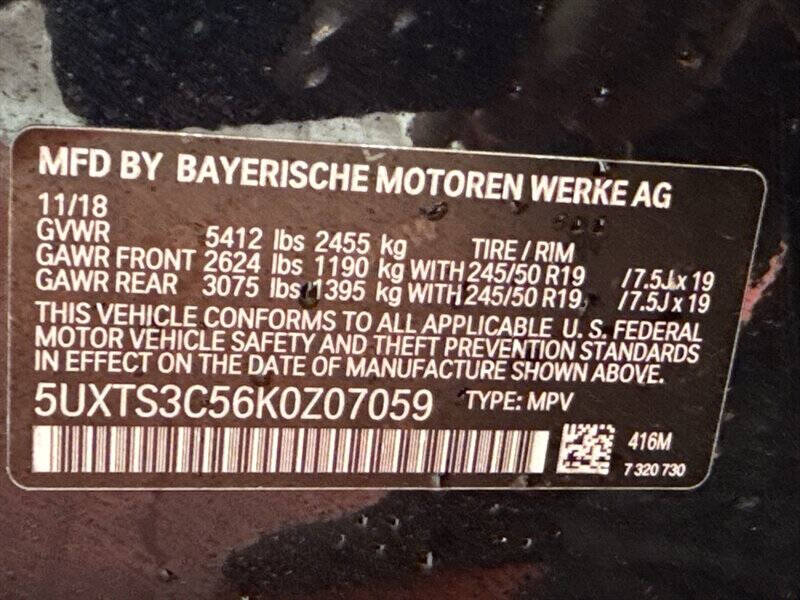 MFD BY BAYERISCHE MOTOREN WERKE AG
11/18
GVWR 5412 lbs 2455 kg TIRE / RIM
GAWR FRONT 2624 lbs 1190 kg WITH 245/50 R19 /7.5J x 19
GAWR REAR 3075 lbs 1395 kg WITH 245/50 R19 /7.5J x 19
THIS VEHICLE CONFORMS TO ALL APPLICABLE U.S. FEDERAL
MOTOR VEHICLE SAFETY AND THEFT PREVENTION STANDARDS
IN EFFECT ON THE DATE OF MANUFACTURE SHOWN ABOVE.
5UXTS3C56K0Z07059 TYPE: MPV
416M
7 320 730